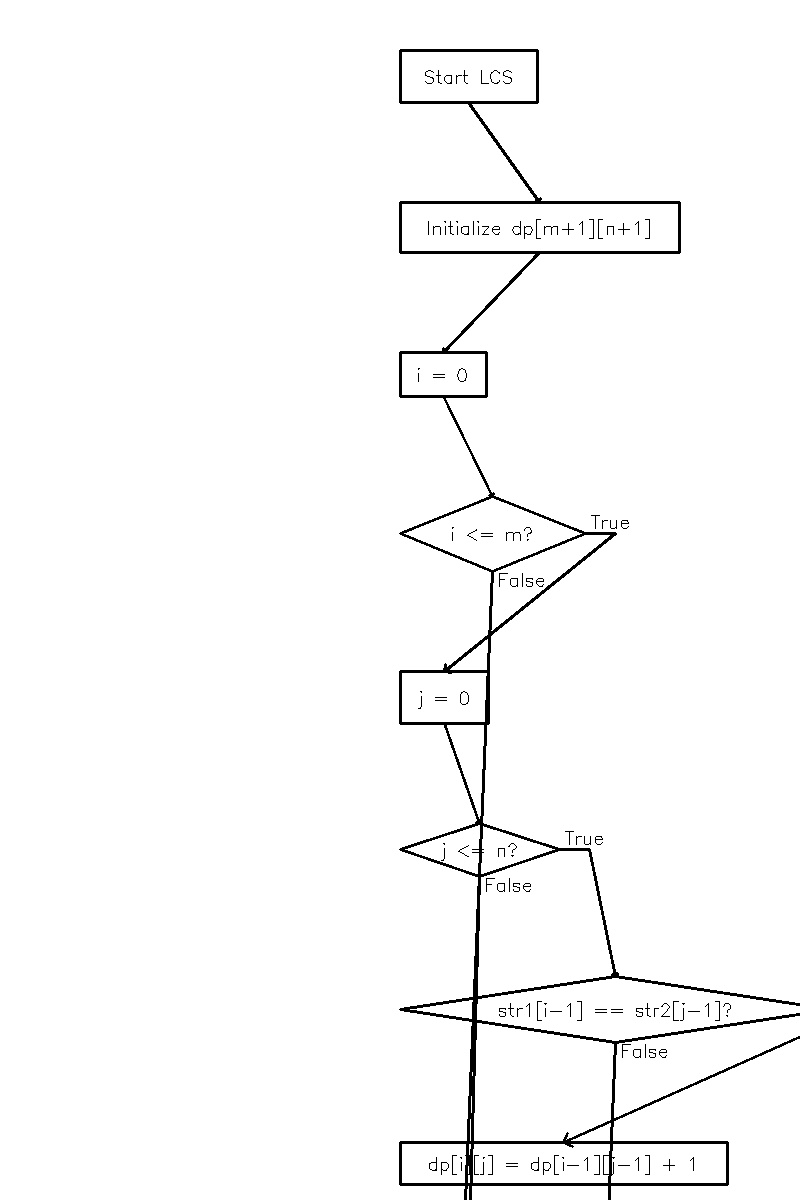 Start LCS
Initialize dp[m+1][n+1]
i = 0
i <= m?
True
False
j = 0
j <= n?
True
False
str1[i-1] == str2[j-1]?
False
dp[i][j] = dp[i-1][j-1] + 1